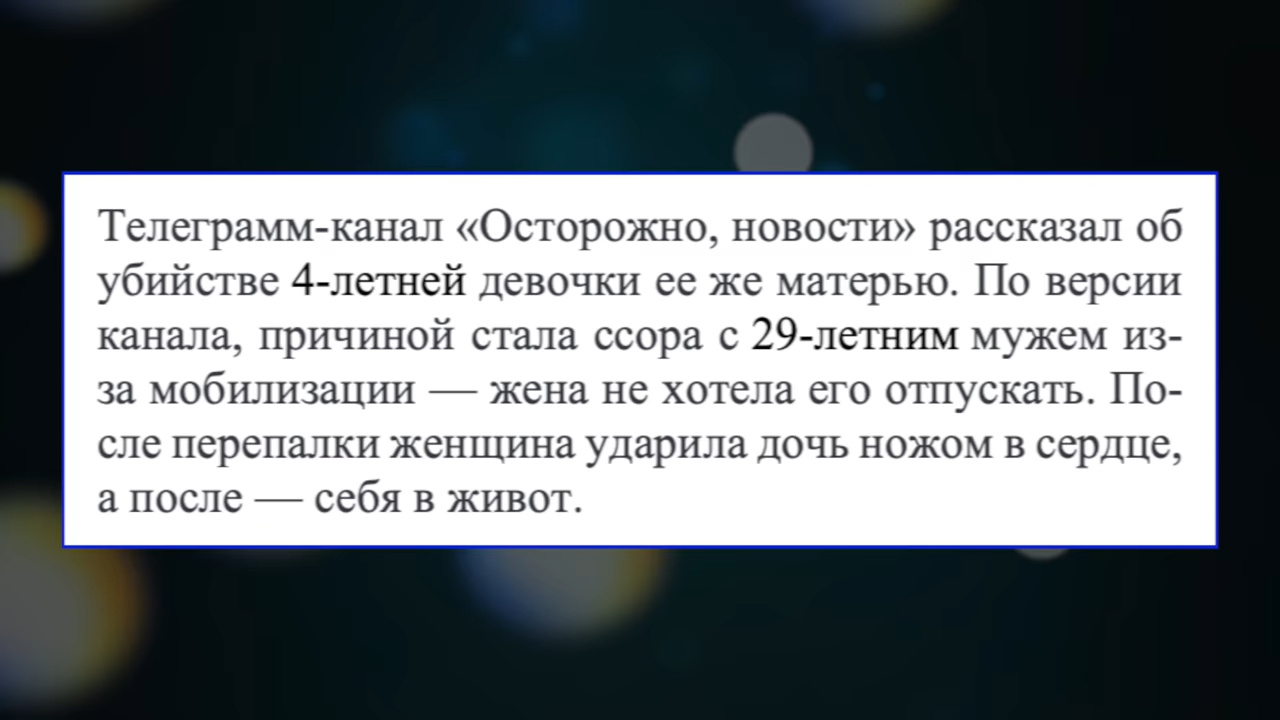 Телеграмм-канал «Осторожно, новости» рассказал об
убийстве 4-летней девочки ее же матерью. По версии
канала, причиной стала ссора с 29-летним мужем из-
за мобилизации — жена не хотела его отпускать. По-
сле перепалки женщина ударила дочь ножом в сердце,
а после — себя в живот.